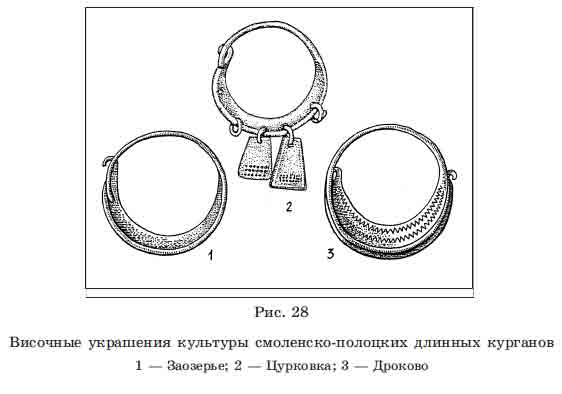 2
1
3
Рис. 28
Височные украшения культуры смоленско-полоцких длинных курганов
1 — Заозерье; 2 — Цурковка; 3 — Дроково